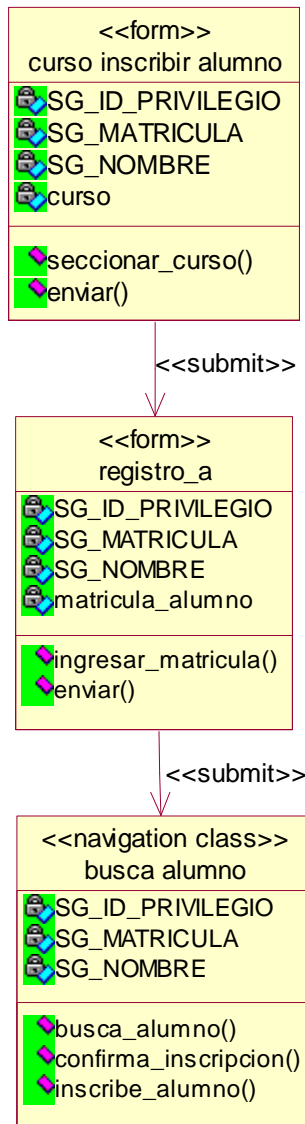 <<form>>
curso inscribir alumno
SG_ID_PRIVILEGIO
SG_MATRICULA
SG_NOMBRE
curso
seccionar_curso()
enviar()
<<submit>>
<<form>>
registro_a
SG_ID_PRIVILEGIO
SG_MATRICULA
SG_NOMBRE
matricula_alumno
ingresar_matricula()
enviar()
<<submit>>
<<navigation class>>
busca alumno
SG_ID_PRIVILEGIO
SG_MATRICULA
SG_NOMBRE
busca_alumno()
confirma_inscripcion()
inscribe_alumno()